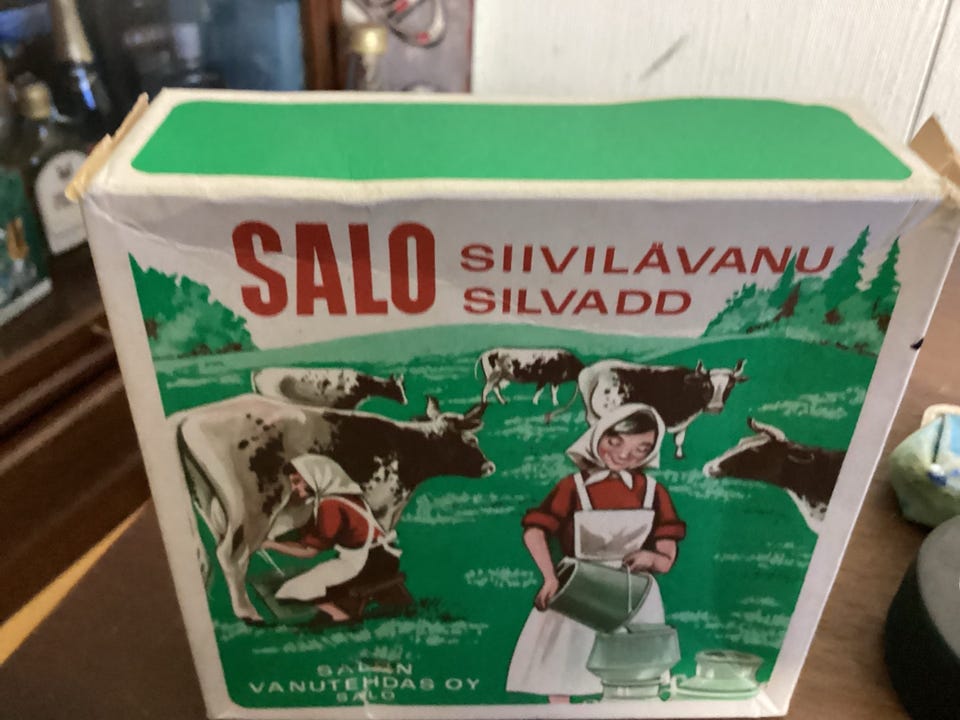 SALO
SIIVILÄVANU
SILVADD
SALON
VANUTEHDAS OY
SALO